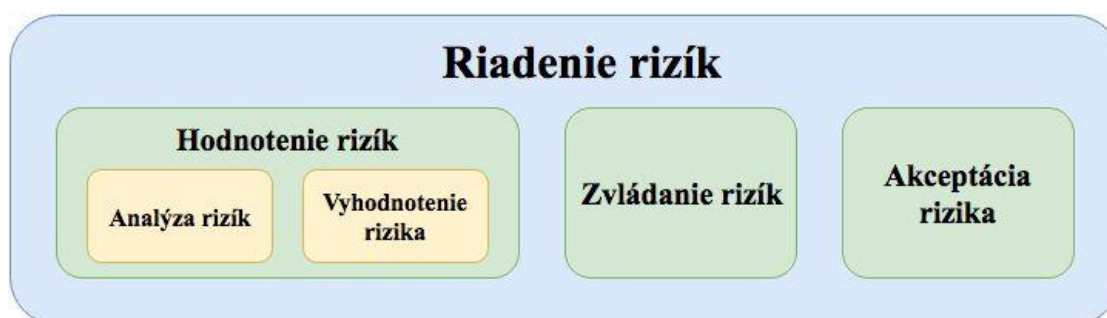 Riadenie rizík
Hodnotenie rizík
Analýza rizík
Vyhodnotenie
rizika
Zvládanie rizík
Akceptácia
rizika